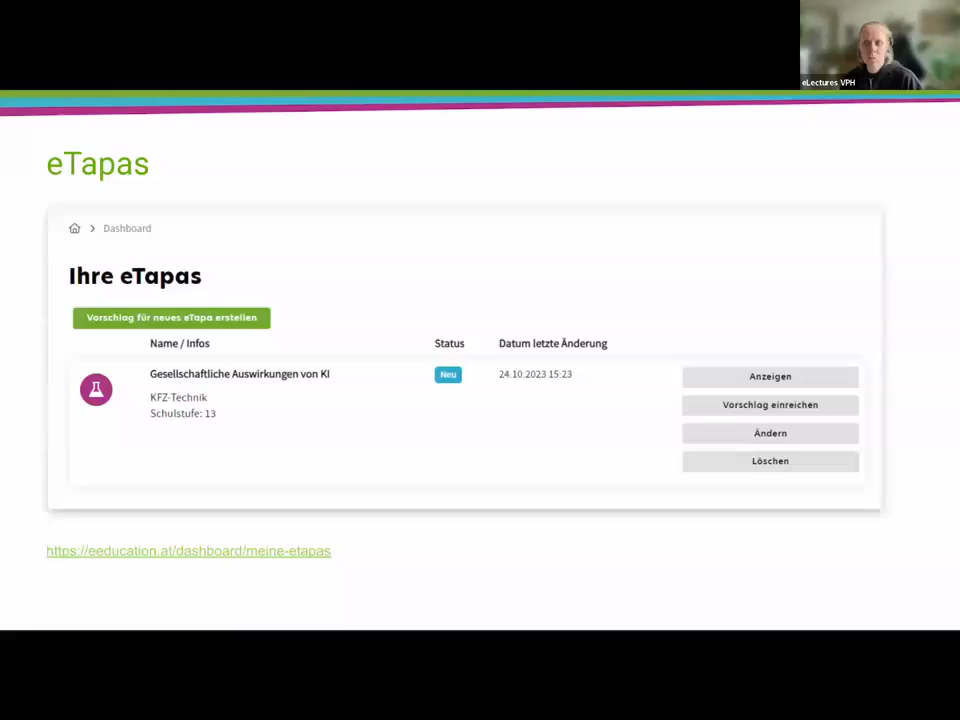 eLectures VPH
eTapas
Dashboard
Ihre eTapas
Vorschlag für neues eTapa erstellen
Name / Infos Status Datum letzte Änderung
Gesellschaftliche Auswirkungen von KI Neu 24.10.2023 15:23 Anzeigen
KFZ-Technik Vorschlag einreichen
Schulstufe: 13
Ändern
Löschen
https://eeducation.at/dashboard/meine-etapas